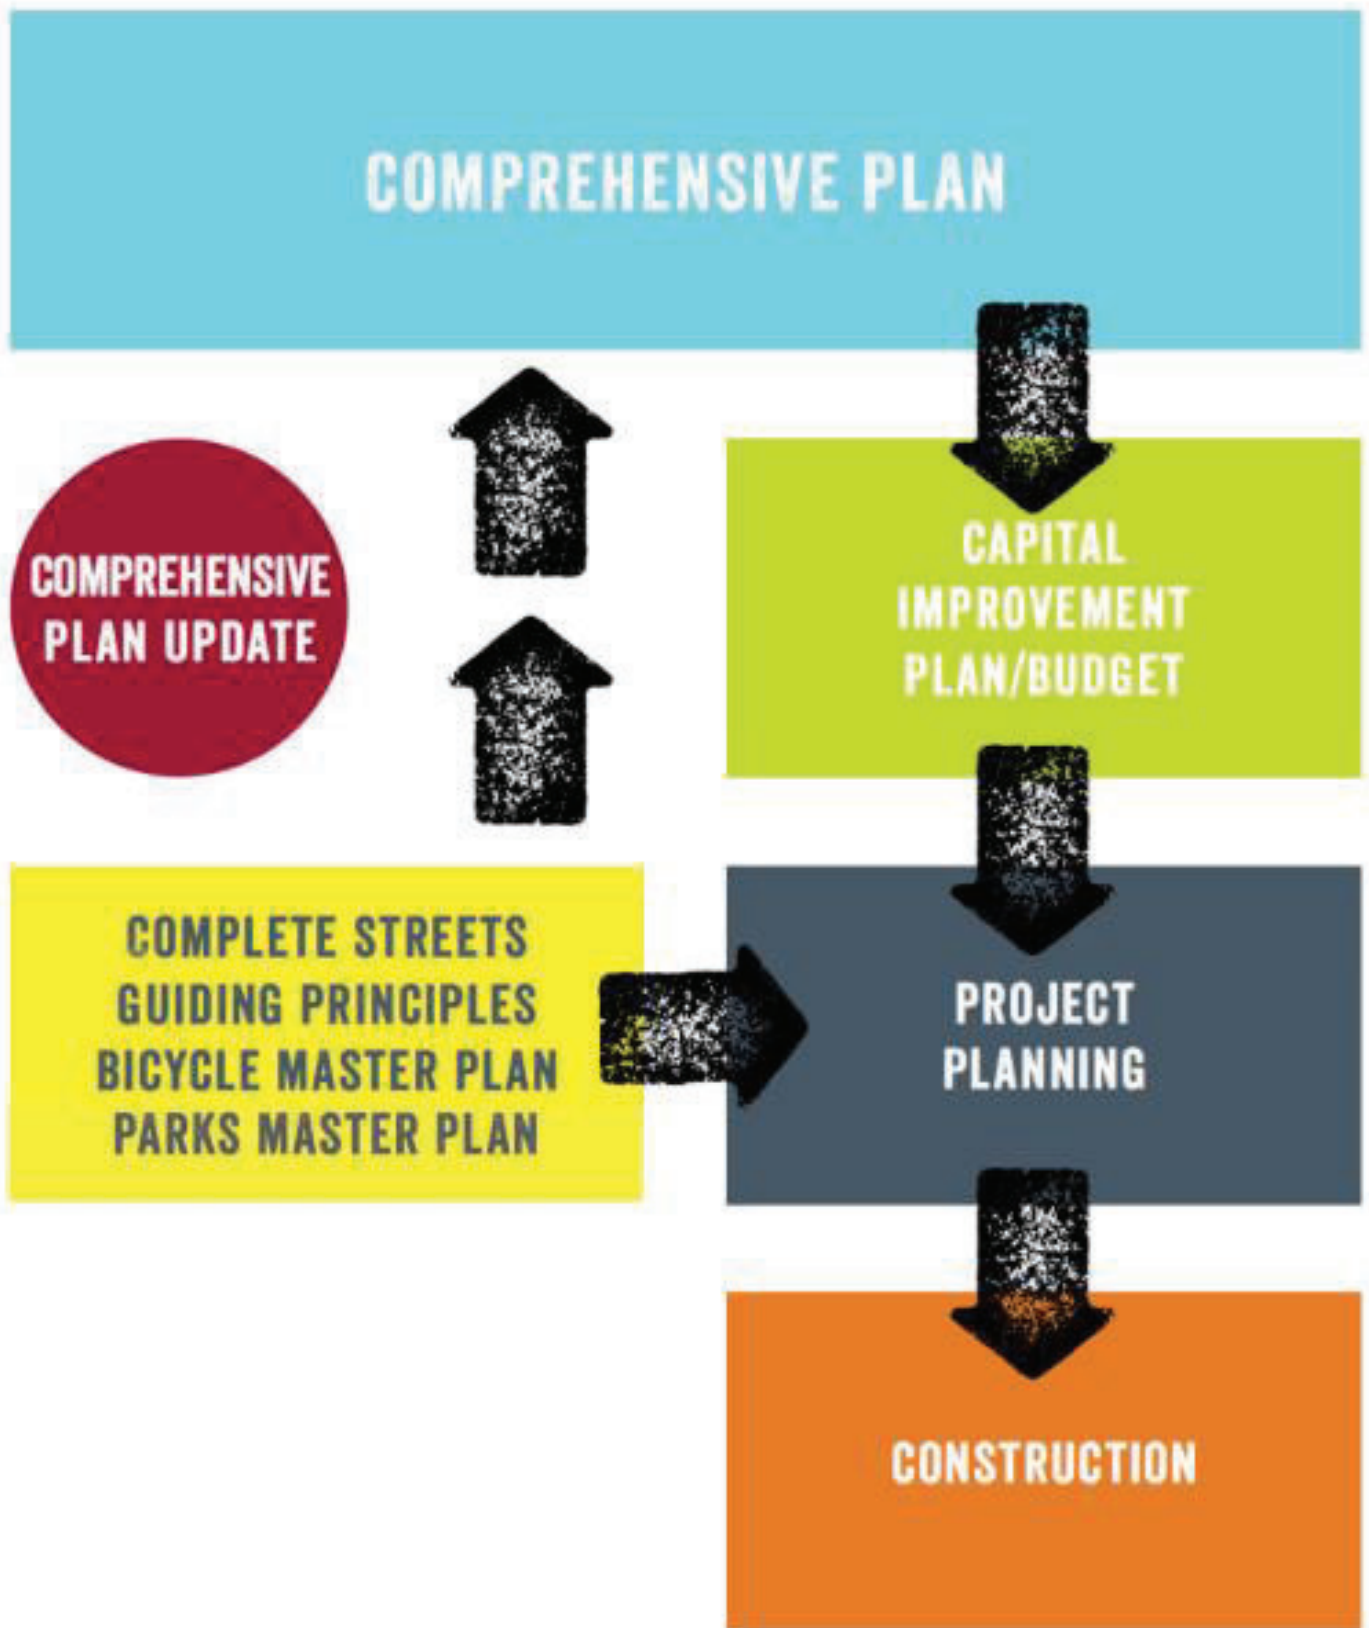 COMPREHENSIVE PLAN
COMPREHENSIVE
PLAN UPDATE
CAPITAL
IMPROVEMENT
PLAN/BUDGET
COMPLETE STREETS
GUIDING PRINCIPLES
BICYCLE MASTER PLAN
PARKS MASTER PLAN
PROJECT
PLANNING
CONSTRUCTION